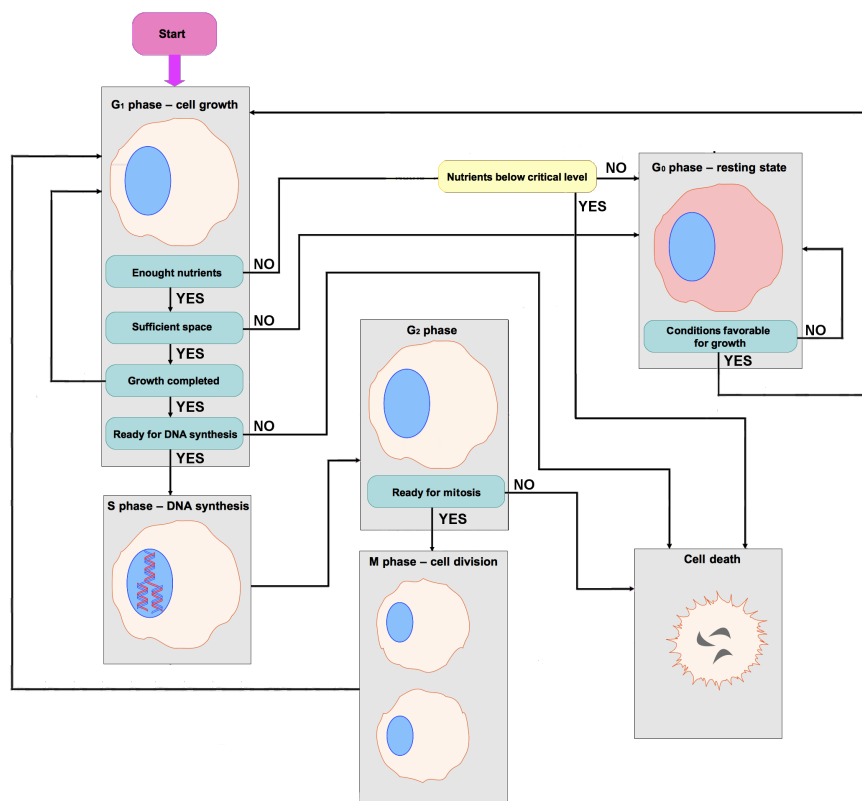 Start
G₁ phase – cell growth
Enought nutrients
NO
YES
Sufficient space
NO
YES
Growth completed
YES
Ready for DNA synthesis
NO
YES
S phase – DNA synthesis
Nutrients below critical level
NO
YES
G₀ phase – resting state
Conditions favorable
for growth
NO
YES
G₂ phase
Ready for mitosis
NO
YES
M phase – cell division
Cell death